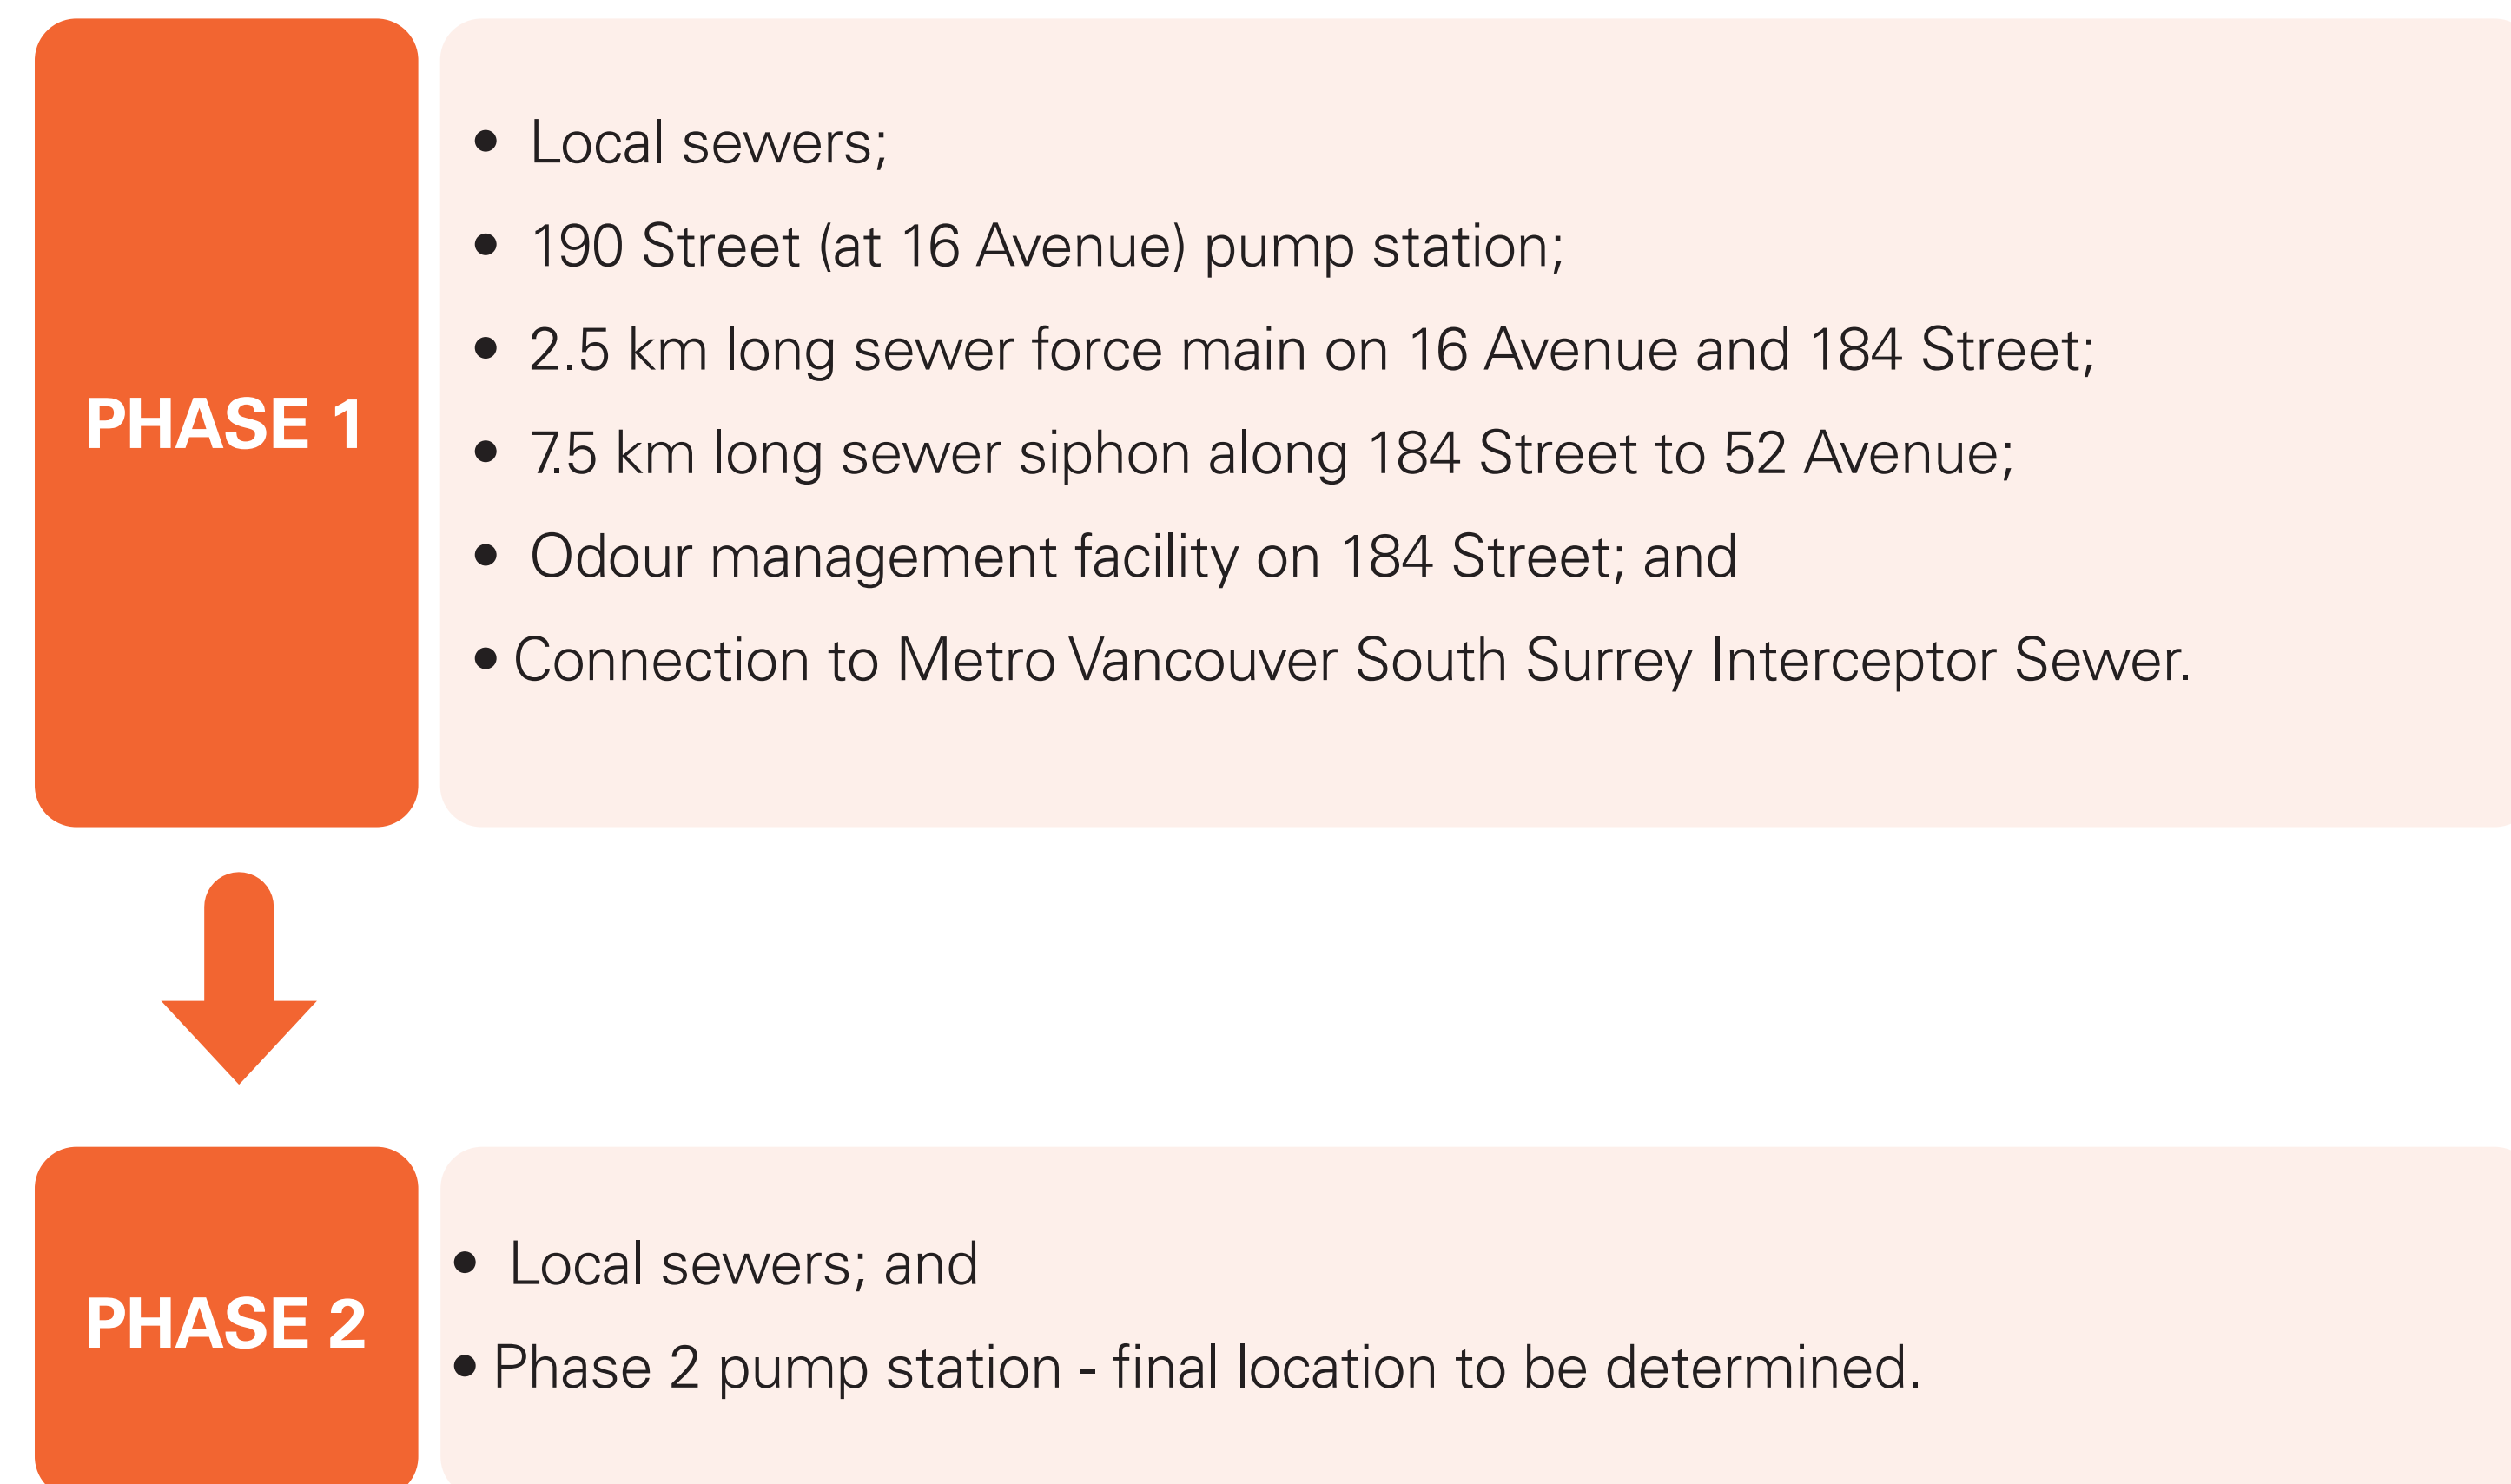 PHASE 1
• Local sewers;
• 190 Street (at 16 Avenue) pump station;
• 2.5 km long sewer force main on 16 Avenue and 184 Street;
• 7.5 km long sewer siphon along 184 Street to 52 Avenue;
• Odour management facility on 184 Street; and
• Connection to Metro Vancouver South Surrey Interceptor Sewer.
PHASE 2
• Local sewers; and
• Phase 2 pump station - final location to be determined.